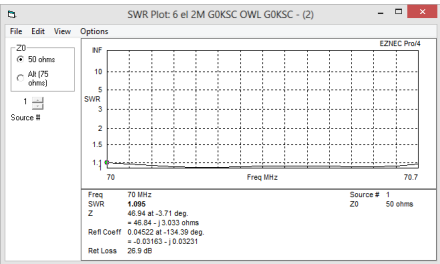 SWR Plot: 6 el 2M G0KSC OWL G0KSC - (2)
File Edit View Options
Z0
50 ohms
Alt (75 ohms)
1
Source #
EZNEC Pro/4
INF
10
5
SWR
3
2
1.5
1.1
1
70 Freq MHz 70.7
Freq 70 MHz Source # 1
SWR 1.095 Z0 50 ohms
Z 46.94 at -3.71 deg.
= 46.84 - j 3.033 ohms
Refl Coeff 0.04522 at -134.39 deg.
= -0.03163 - j 0.03231
Ret Loss 26.9 dB